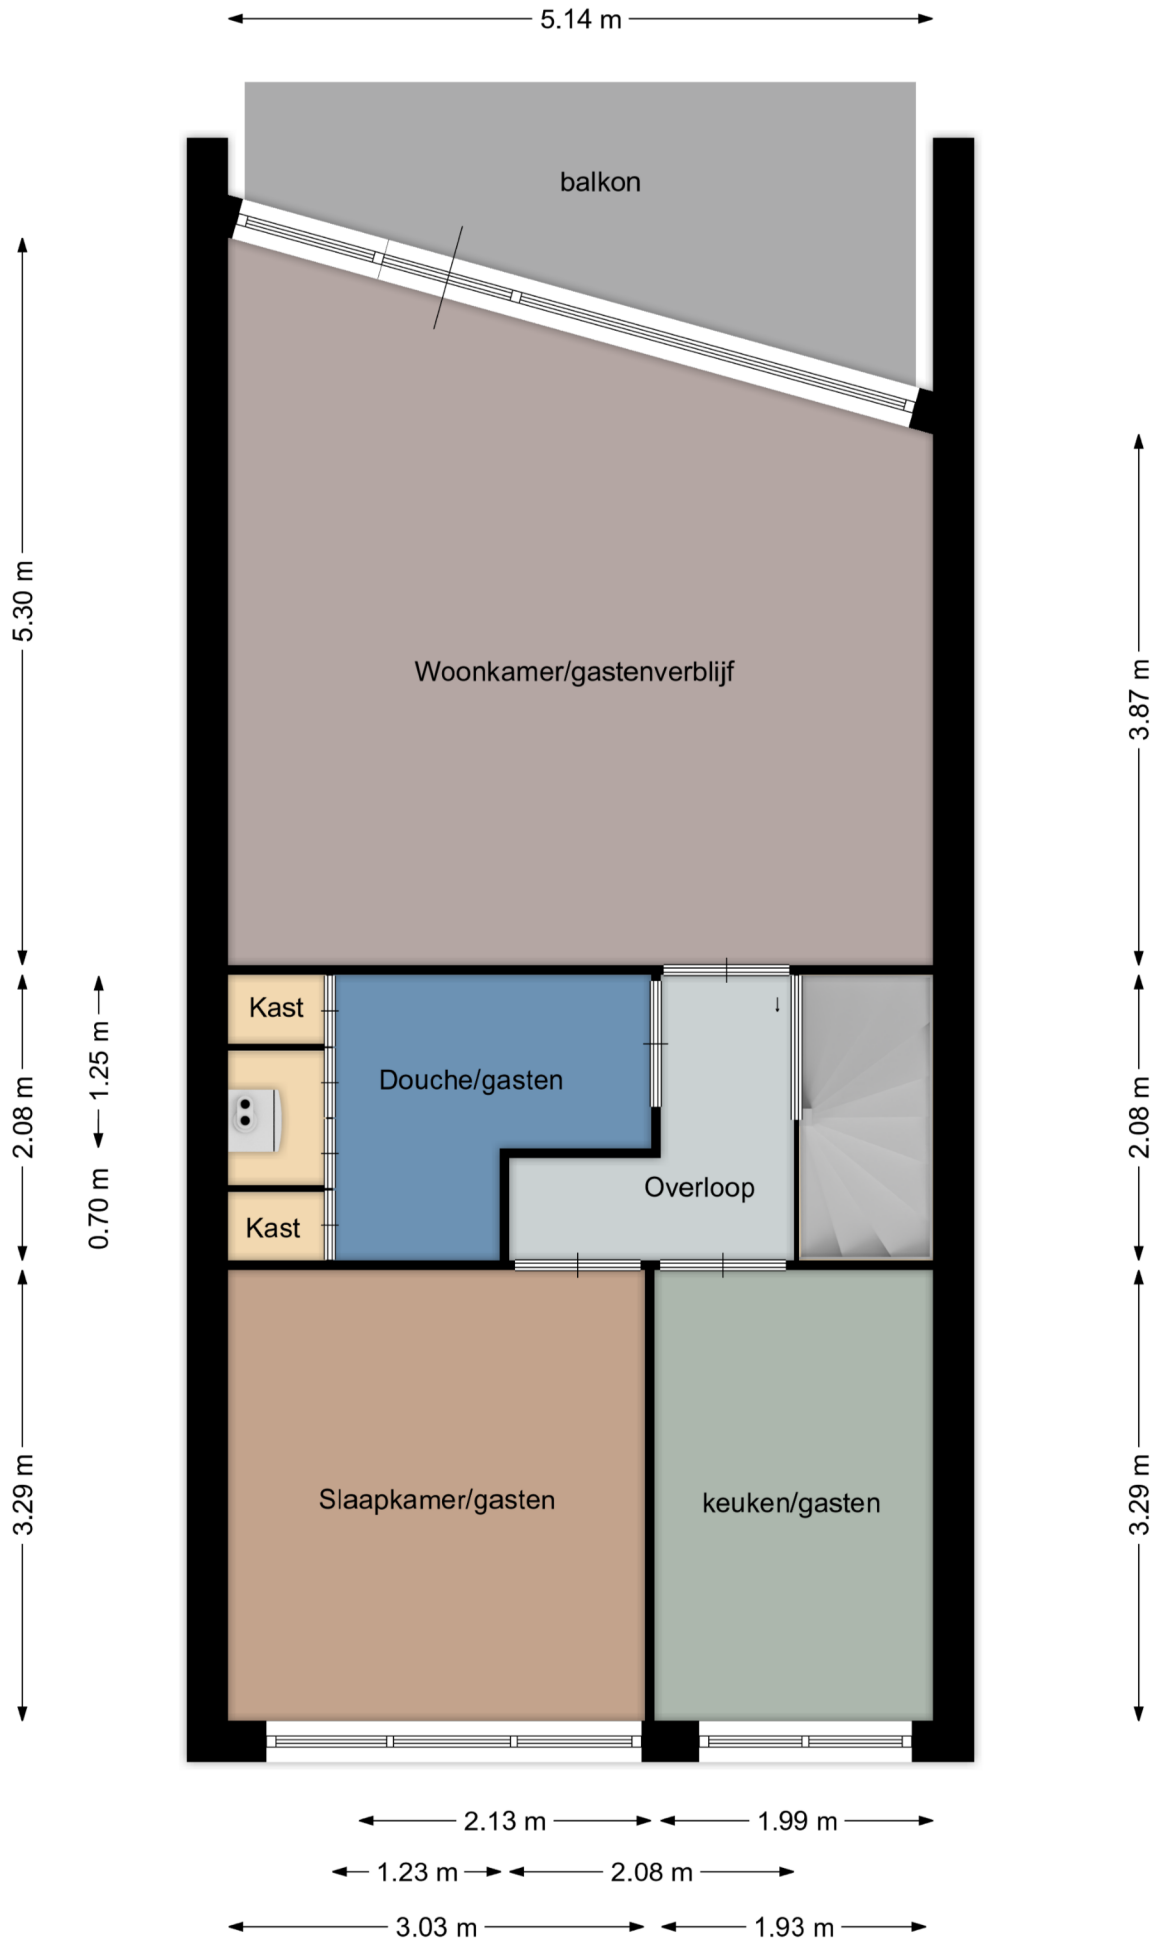 5.14 m
balkon
5.30 m
Woonkamer/gastenverblijf
3.87 m
Kast
Douche/gasten
1.25 m
2.08 m
2.08 m
Overloop
0.70 m
Kast
3.29 m
Slaapkamer/gasten
keuken/gasten
3.29 m
2.13 m
1.99 m
1.23 m
2.08 m
3.03 m
1.93 m